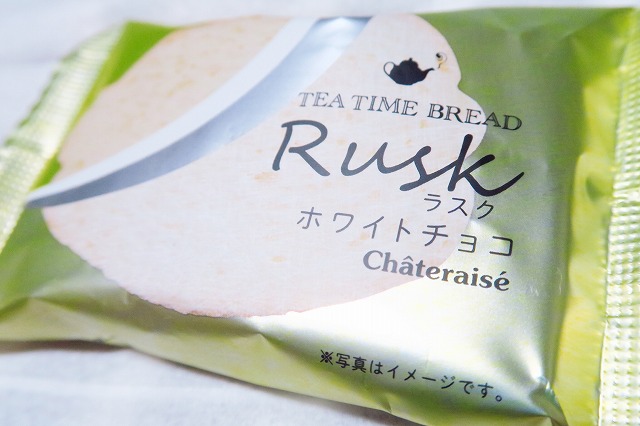 TEA TIME BREAD
Rusk
ラスク
ホワイトチョコ
Châteraisé
※写真はイメージです。